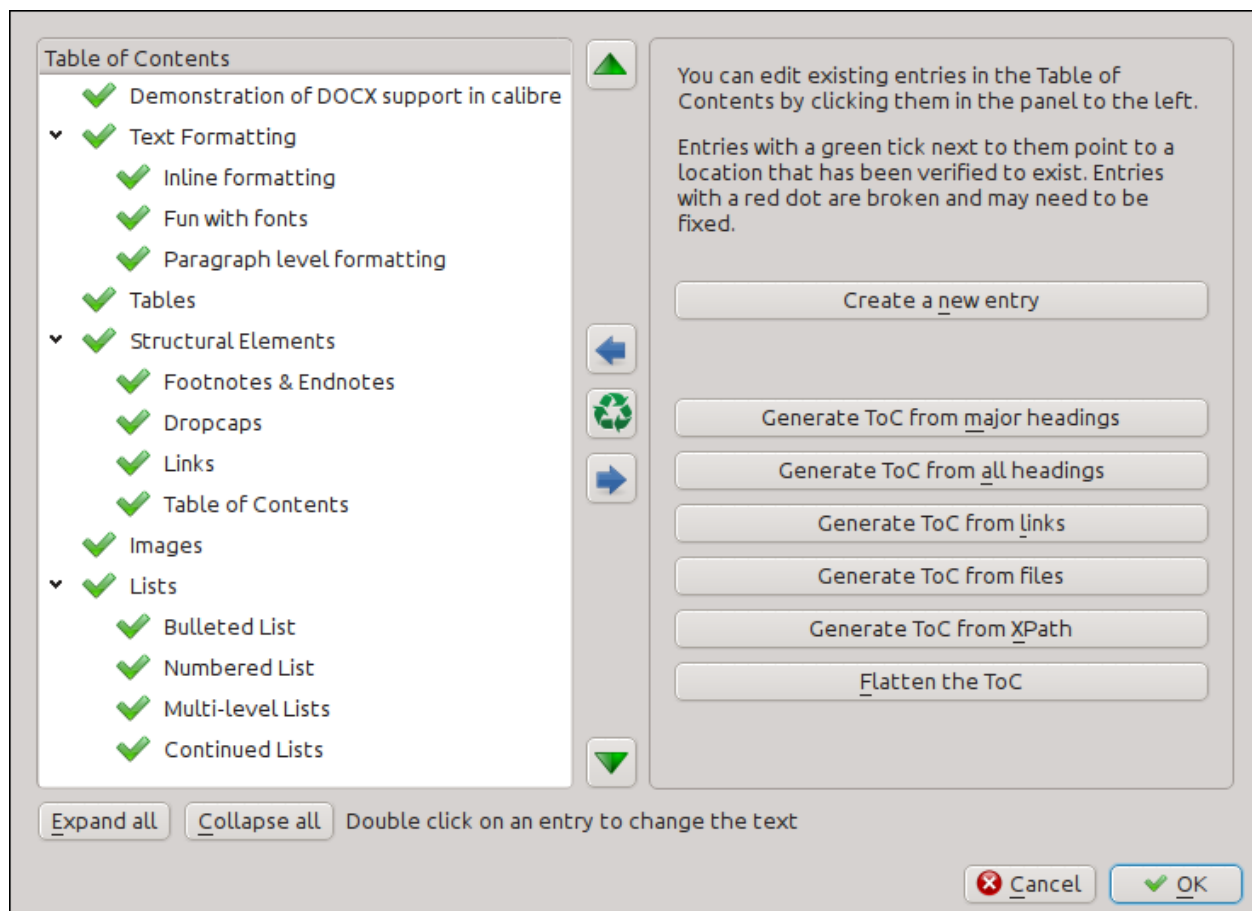 Table of Contents
Demonstration of DOCX support in calibre
Text Formatting
Inline formatting
Fun with fonts
Paragraph level formatting
Tables
Structural Elements
Footnotes & Endnotes
Dropcaps
Links
Table of Contents
Images
Lists
Bulleted List
Numbered List
Multi-level Lists
Continued Lists
You can edit existing entries in the Table of
Contents by clicking them in the panel to the left.
Entries with a green tick next to them point to a
location that has been verified to exist. Entries
with a red dot are broken and may need to be
fixed.
Create a new entry
Generate ToC from major headings
Generate ToC from all headings
Generate ToC from links
Generate ToC from files
Generate ToC from XPath
Flatten the ToC
Expand all
Collapse all
Double click on an entry to change the text
Cancel
OK